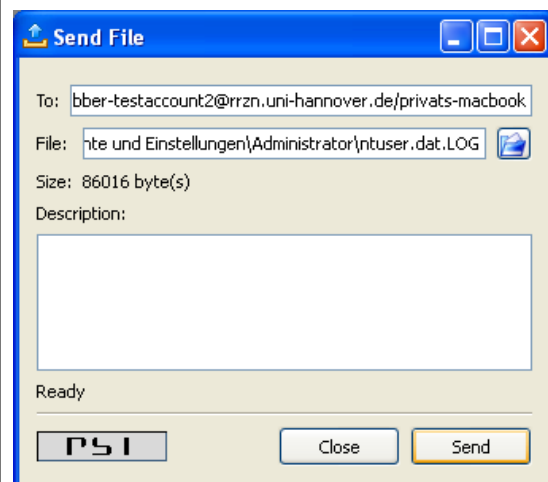 Send File
To: bber-testaccount2@rrzn.uni-hannover.de/privats-macbook
File: nte und Einstellungen\Administrator\ntuser.dat.LOG
Size: 86016 byte(s)
Description:
Ready
PSI Close Send